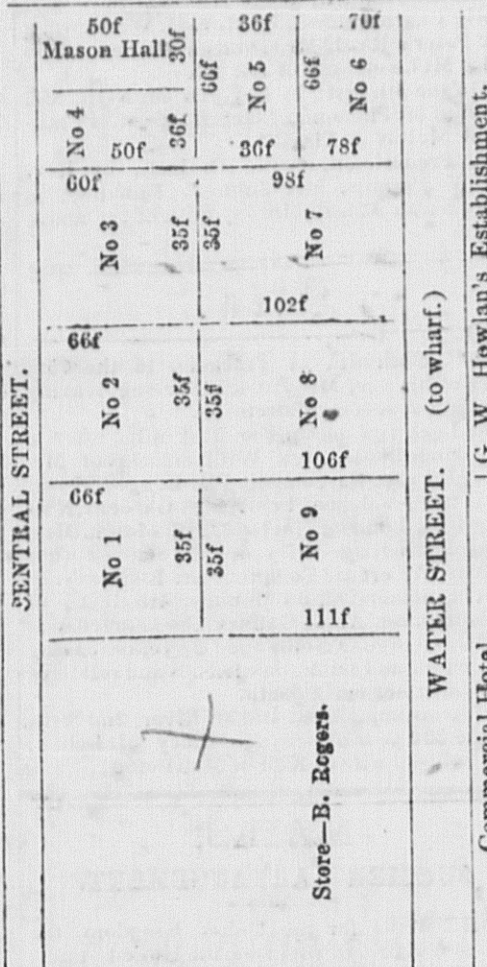 50f
36f
70f
Mason Hall
30f
66f
No 5
66f
No 6
No 4
36f
50f
36f
78f
60f
98f
No 3
35f
35f
No 7
102f
66f
No 2
35f
35f
No 8
106f
66f
No 1
35f
35f
No 9
111f
Store—B. Rogers.
ƆENTRAL STREET.
WATER STREET. (to wharf.)
Commercial Hotel
G. W. Howlan's Establishment.